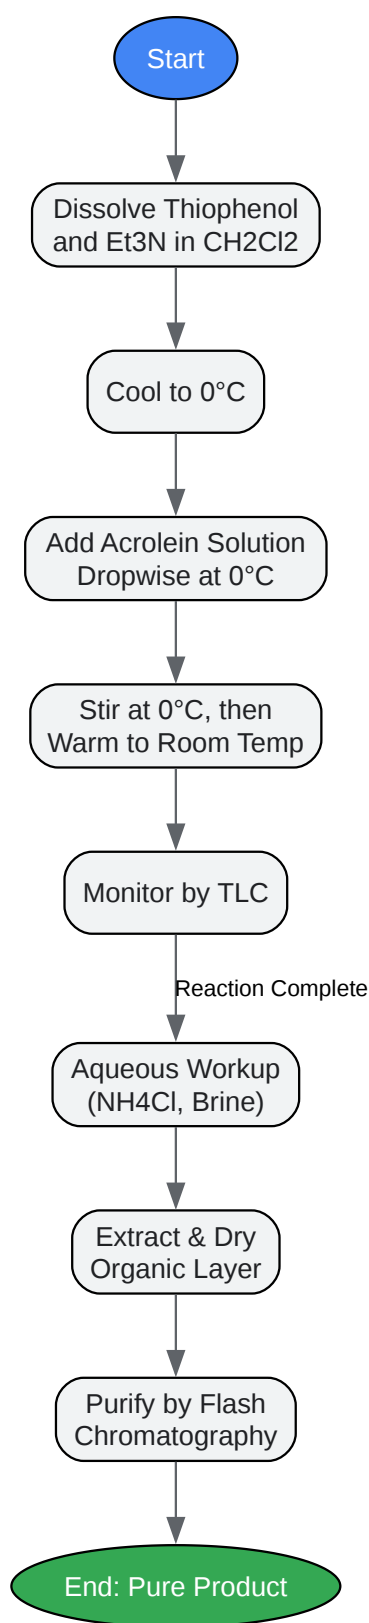 Start
Dissolve Thiophenol
and Et3N in CH2Cl2
Cool to 0°C
Add Acrolein Solution
Dropwise at 0°C
Stir at 0°C, then
Warm to Room Temp
Monitor by TLC
Reaction Complete
Aqueous Workup
(NH4Cl, Brine)
Extract & Dry
Organic Layer
Purify by Flash
Chromatography
End: Pure Product